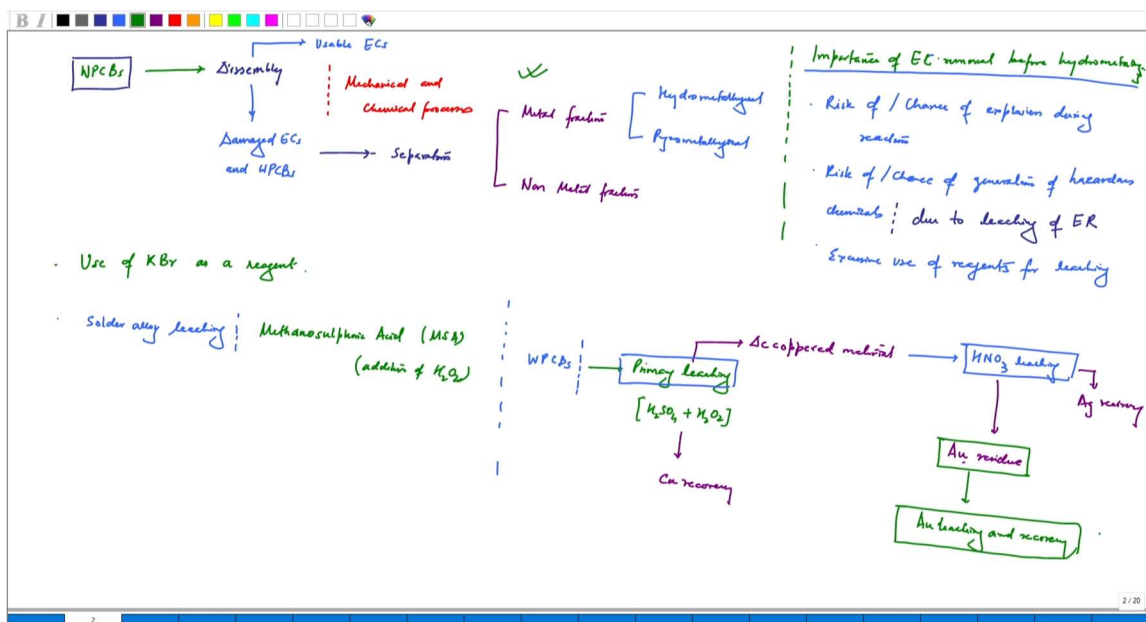 B I
WPCBs
Disassembly
Usable ECs
Damaged ECs
and WPCBs
Mechanical and
Chemical processes
Separation
Metal fraction
Non Metal fraction
Hydrometallurgical
Pyrometallurgical
Importance of EC removal before hydrometallurgy
· Risk of / Chance of explosion during
reaction
· Risk of / Chance of generation of hazardous
chemicals due to leaching of ER
· Excessive use of reagents for leaching
· Use of KBr as a reagent.
· Solder alloy leaching
Methanosulphonic Acid (MSA)
(addition of H₂O₂)
WPCBs
Primary leaching
[H₂SO₄ + H₂O₂]
Cu recovery
Decoppered material
HNO₃ leaching
Ag recovery
Au residue
Au leaching and recovery
2 / 20
2